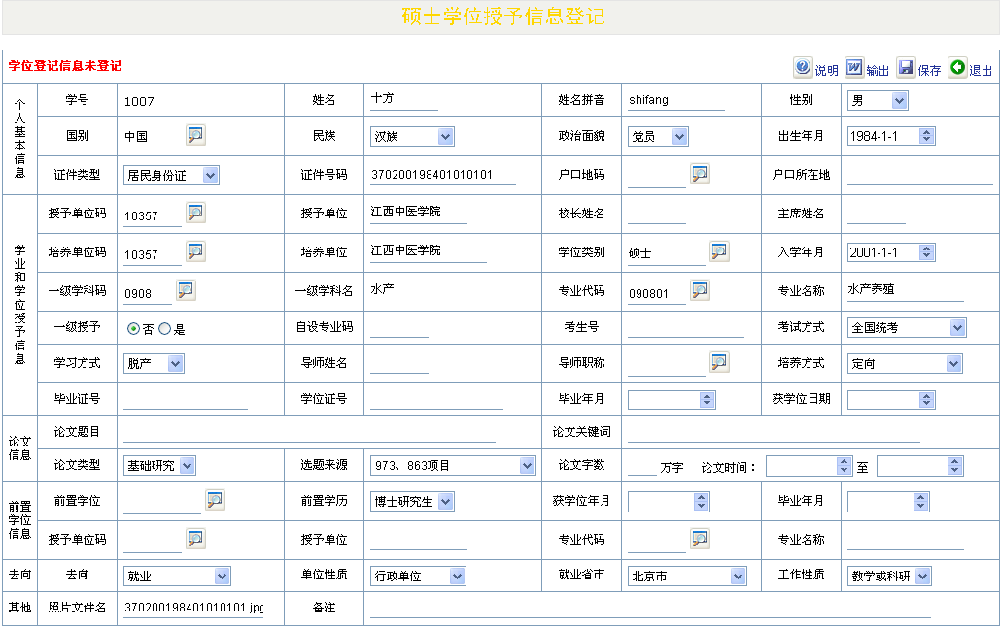 硕士学位授予信息登记
学位登记信息未登记 说明 输出 保存 退出
个人基本信息
学号 1007 姓名 十方 姓名拼音 shifang 性别 男
国别 中国 民族 汉族 政治面貌 党员 出生年月 1984-1-1
证件类型 居民身份证 证件号码 370200198401010101 户口地码 户口所在地
学业和学位授予信息
授予单位码 10357 授予单位 江西中医学院 校长姓名 主席姓名
培养单位码 10357 培养单位 江西中医学院 学位类别 硕士 入学年月 2001-1-1
一级学科码 0908 一级学科名 水产 专业代码 090801 专业名称 水产养殖
一级授予 否 是 自设专业码 考生号 考试方式 全国统考
学习方式 脱产 导师姓名 导师职称 培养方式 定向
毕业证号 学位证号 毕业年月 获学位日期
论文信息
论文题目 论文关键词
论文类型 基础研究 选题来源 973、863项目 论文字数 万字 论文时间： 至
前置学位信息
前置学位 前置学历 博士研究生 获学位年月 毕业年月
授予单位码 授予单位 专业代码 专业名称
去向 去向 就业 单位性质 行政单位 就业省市 北京市 工作性质 教学或科研
其他 照片文件名 370200198401010101.jpg 备注